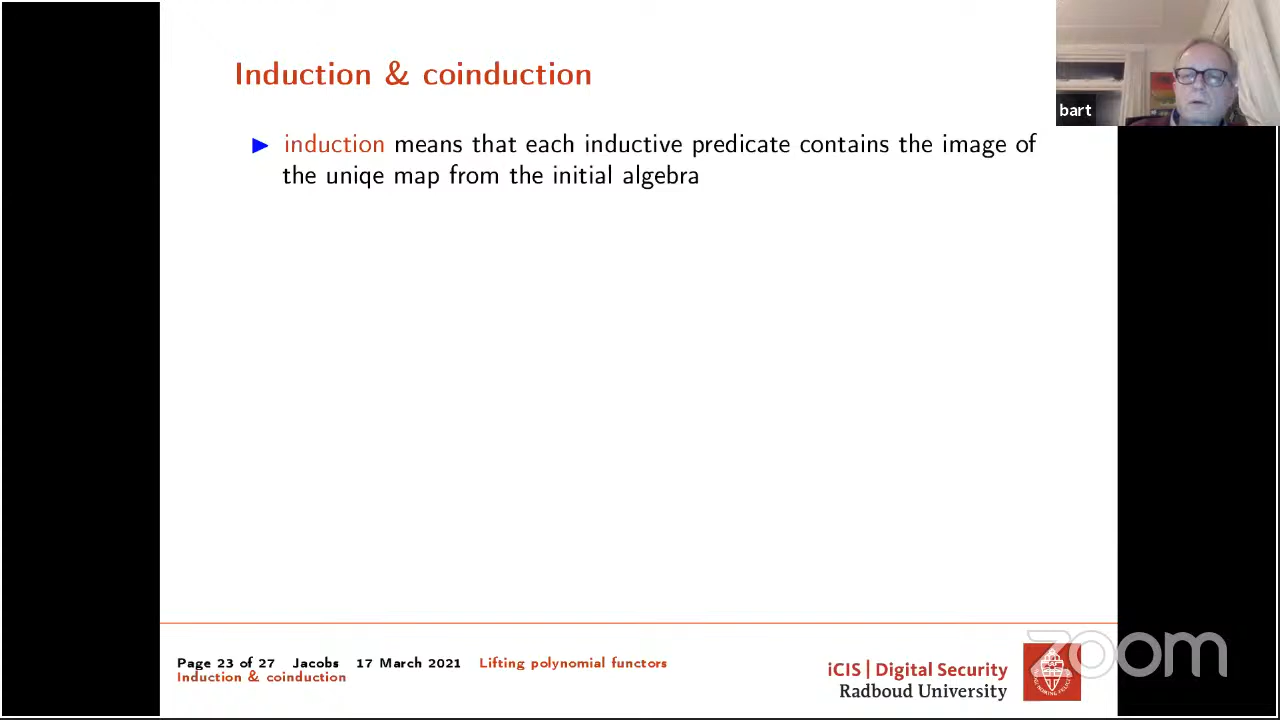 Induction & coinduction
bart
▶ induction means that each inductive predicate contains the image of
the uniqe map from the initial algebra
Page 23 of 27 Jacobs 17 March 2021 Lifting polynomial functors
Induction & coinduction
iCIS | Digital Security
Radboud University
zoom